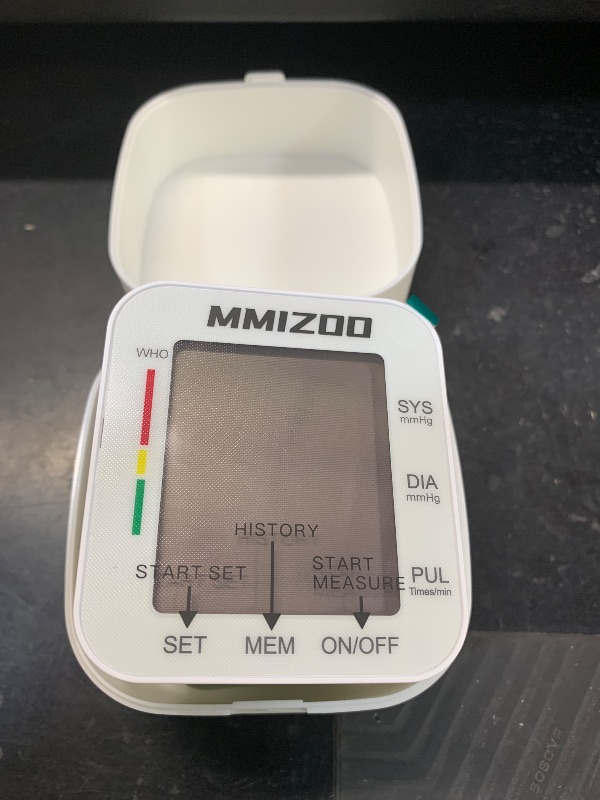 MMIZOO
WHO
SYS
mmHg
DIA
mmHg
HISTORY
START SET
START
MEASURE
PUL
Times/min
SET
MEM
ON/OFF